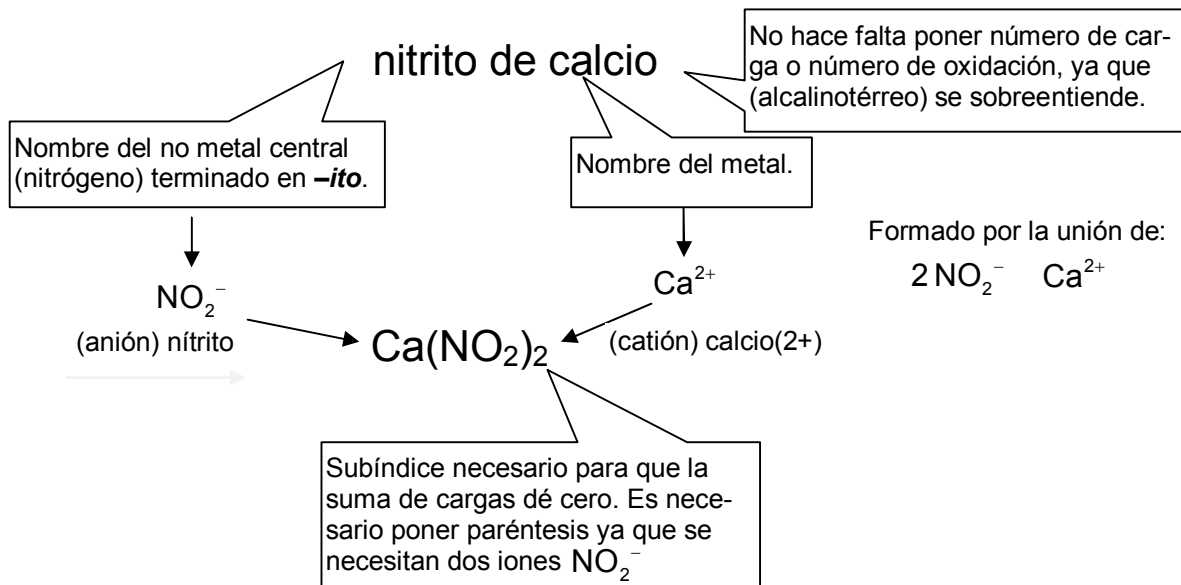 nitrito de calcio
No hace falta poner número de car-
ga o número de oxidación, ya que
(alcalinotérreo) se sobreentiende.
Nombre del no metal central
(nitrógeno) terminado en –ito.
Nombre del metal.
Formado por la unión de:
2 NO₂⁻ Ca²⁺
NO₂⁻
(anión) nítrito
Ca²⁺
(catión) calcio(2+)
Ca(NO₂)₂
Subíndice necesario para que la
suma de cargas dé cero. Es nece-
sario poner paréntesis ya que se
necesitan dos iones NO₂⁻